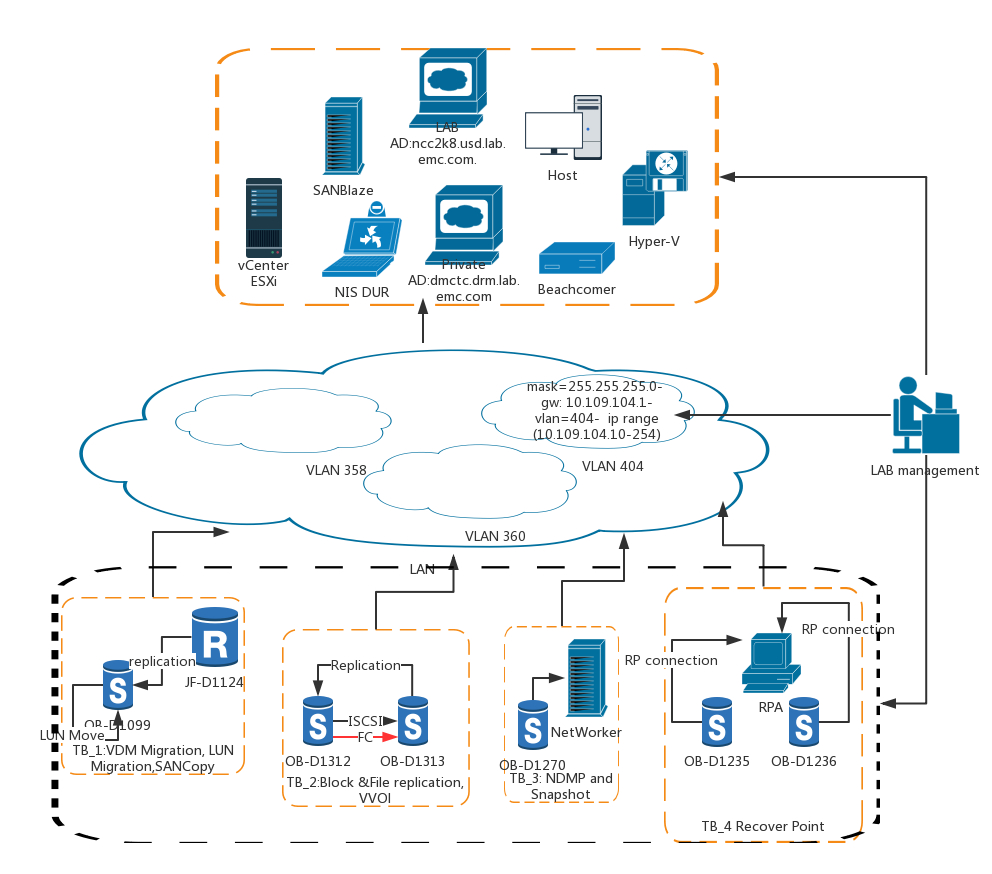 LAB
AD:ncc2k8.usd.lab.
emc.com.
SANBlaze
Host
Hyper-V
vCenter
ESXi
NIS DUR
Private
AD:dmctc.drm.lab.
emc.com
Beachcomer
mask=255.255.255.0-
gw: 10.109.104.1-
vlan=404-  ip range
(10.109.104.10-254)
VLAN 358
VLAN 404
LAB management
VLAN 360
LAN
R
replication
JF-D1124
S
OB-D1099
LUN Move
TB_1:VDM Migration, LUN
Migration,SANCopy
Replication
S
S
ISCSI
FC
OB-D1312
OB-D1313
TB_2:Block &File replication,
VVOI
S
NetWorker
OB-D1270
TB_3: NDMP and
Snapshot
RP connection
RP connection
RPA
S
S
OB-D1235
OB-D1236
TB_4 Recover Point